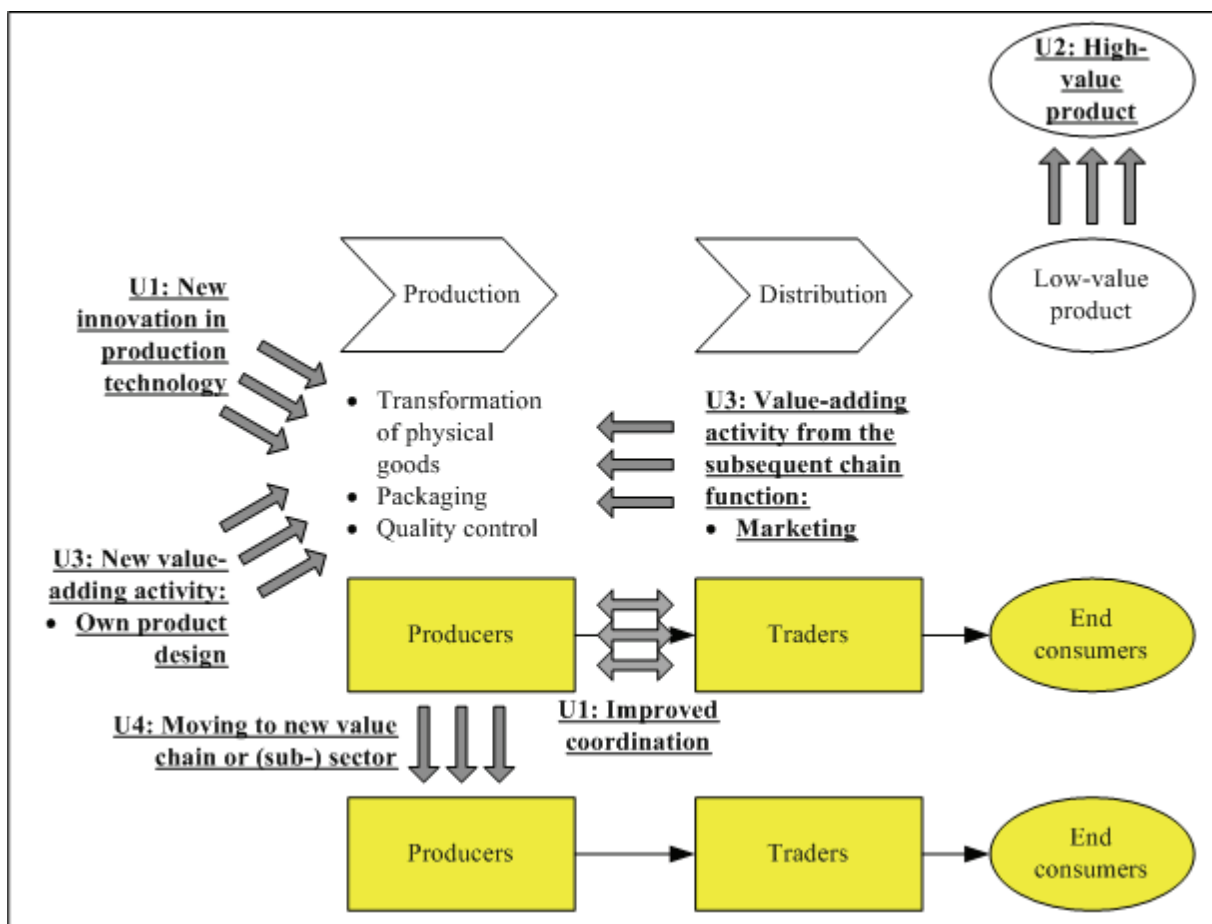 U2: High-
value
product
Low-value
product
Production
Distribution
U1: New
innovation in
production
technology
• Transformation
of physical
goods
• Packaging
• Quality control
U3: Value-adding
activity from the
subsequent chain
function:
• Marketing
U3: New value-
adding activity:
• Own product
design
Producers
Traders
End
consumers
U4: Moving to new value
chain or (sub-) sector
U1: Improved
coordination
Producers
Traders
End
consumers